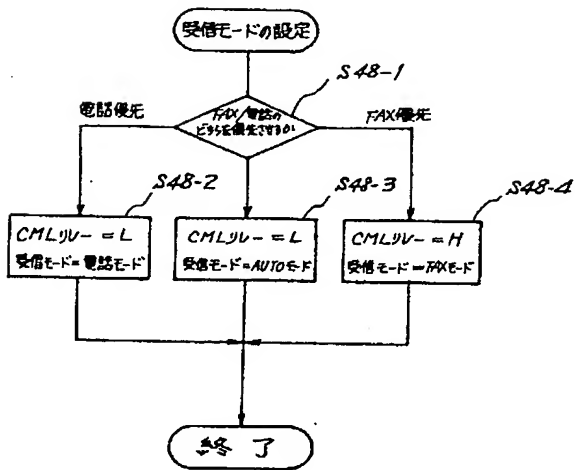 受信モードの設定
S48-1
電話優先
FAX/電話の
どちらを優先させるか
FAX優先
S48-2
S48-3
S48-4
CMLリレー=L
受信モード=電話モード
CMLリレー=L
受信モード=AUTOモード
CMLリレー=H
受信モード=FAXモード
終了